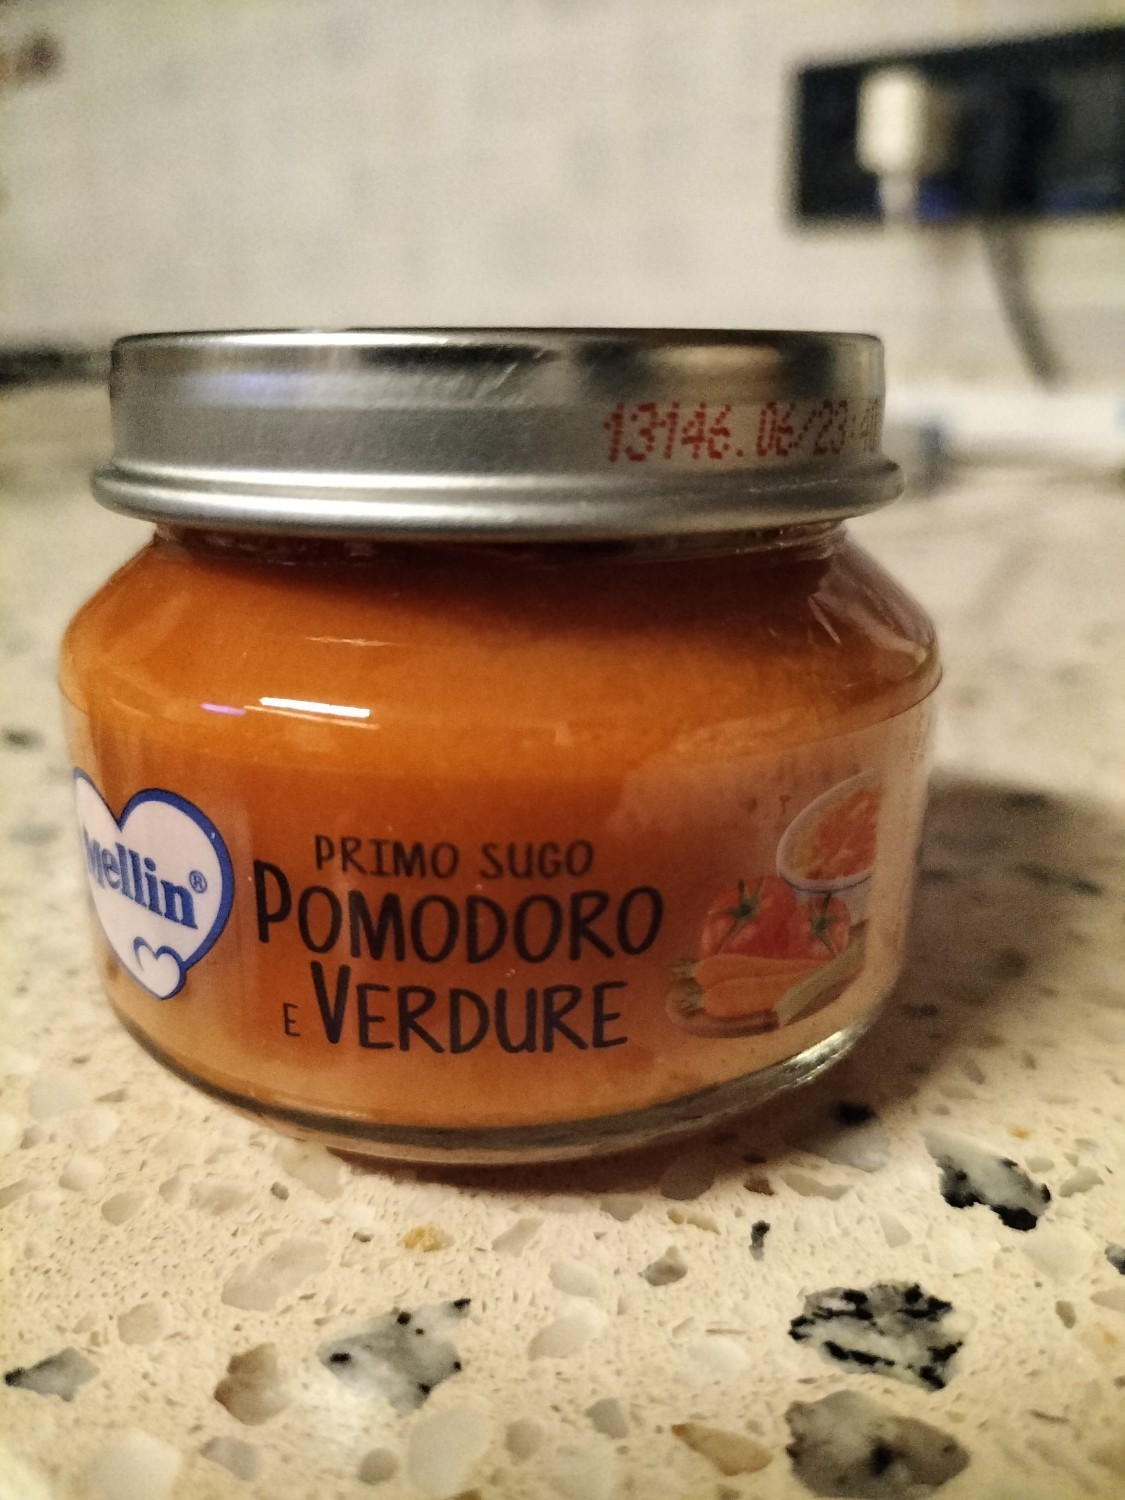 13146.06/23
Mellin®
PRIMO SUGO
POMODORO
E VERDURE